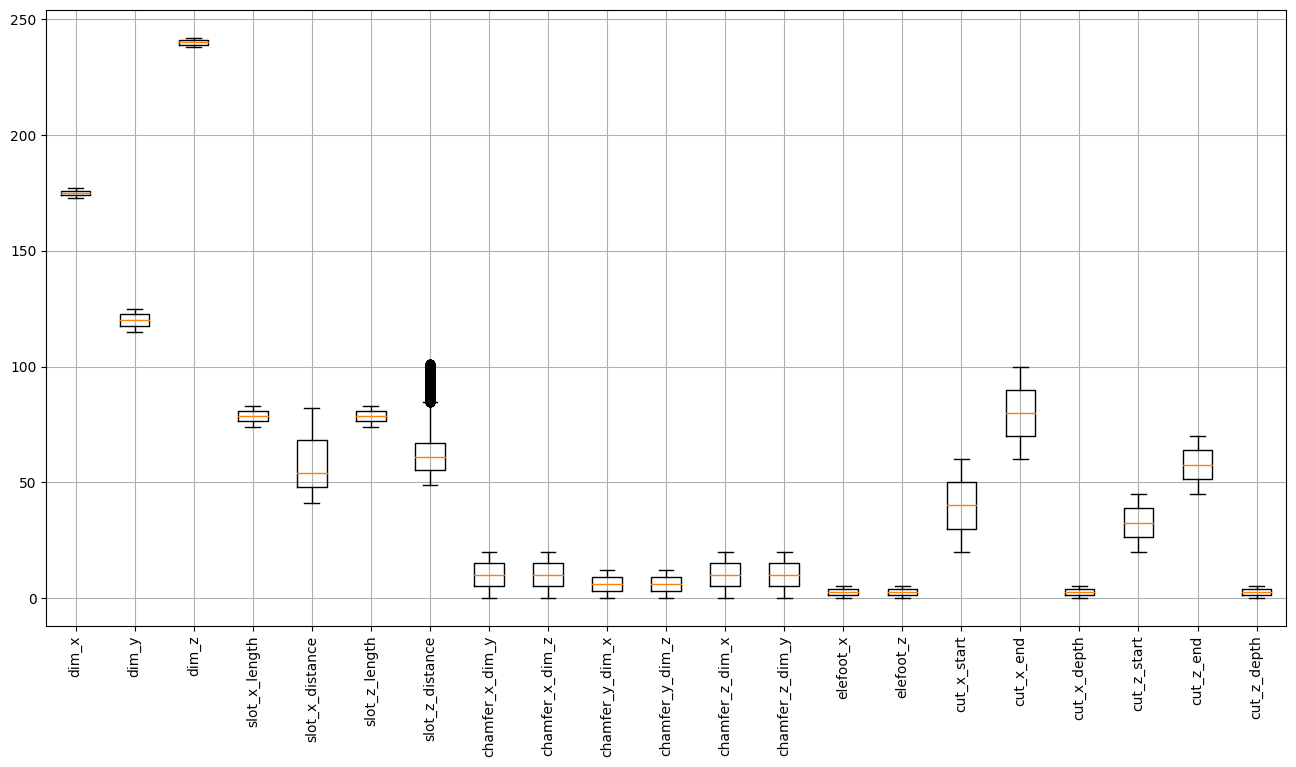 250
200
150
100
50
0
dim_x
dim_y
dim_z
slot_x_length
slot_x_distance
slot_z_length
slot_z_distance
chamfer_x_dim_y
chamfer_x_dim_z
chamfer_y_dim_x
chamfer_y_dim_z
chamfer_z_dim_x
chamfer_z_dim_y
elefoot_x
elefoot_z
cut_x_start
cut_x_end
cut_x_depth
cut_z_start
cut_z_end
cut_z_depth